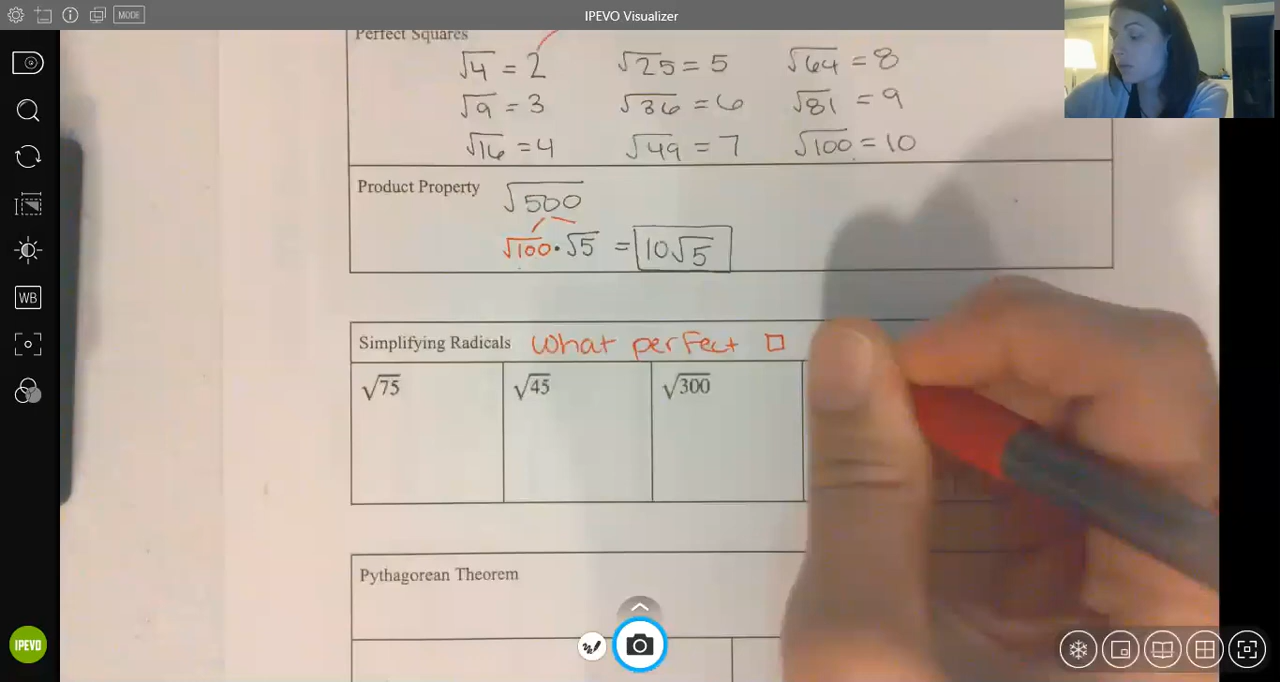 IPEVO Visualizer
MODE
Perfect Squares
√4 = 2 √25 = 5 √64 = 8
√9 = 3 √36 = 6 √81 = 9
√16 = 4 √49 = 7 √100 = 10
Product Property √500
√100 · √5 = 10√5
WB
Simplifying Radicals What perfect □
√75 √45 √300
Pythagorean Theorem
IPEVO